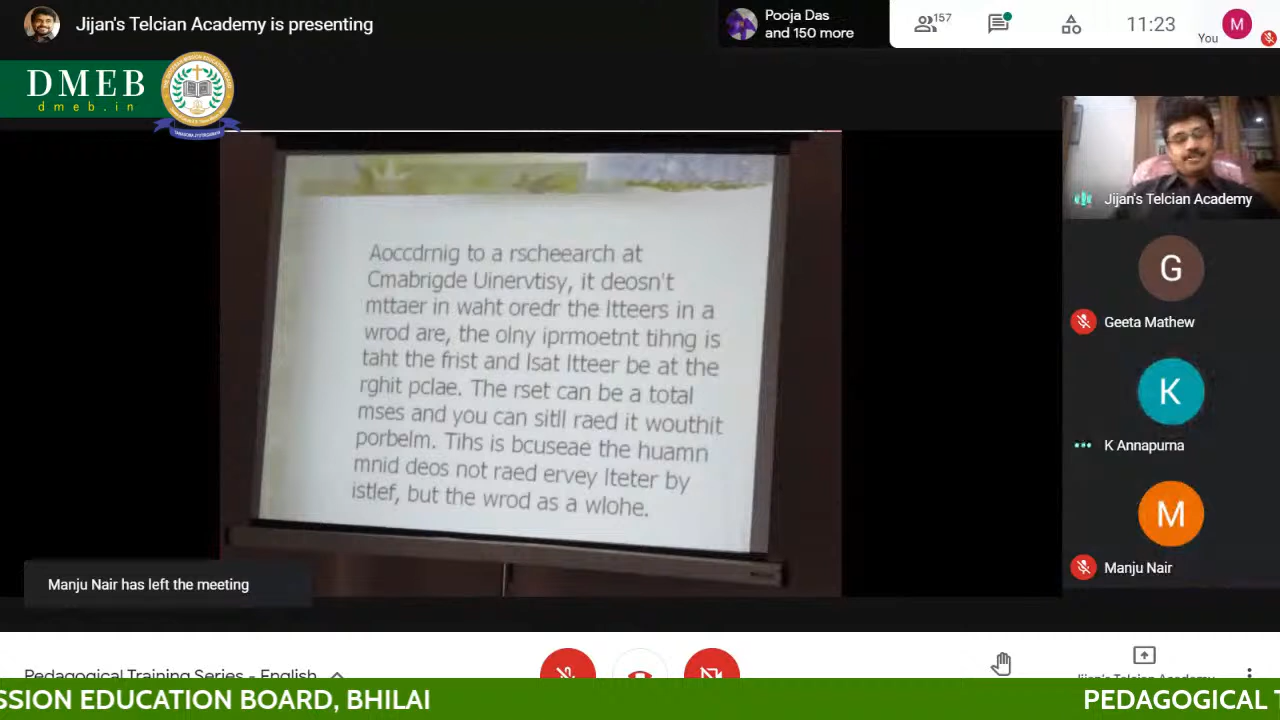 Jijan's Telcian Academy is presenting
Pooja Das
and 150 more
157
11:23
You
M
DMEB
dmeb.in
Aoccdrnig to a rscheearch at
Cmabrigde Uinervtisy, it deosn't
mttaer in waht oredr the ltteers in a
wrod are, the olny iprmoetnt tihng is
taht the frist and lsat ltteer be at the
rghit pclae. The rset can be a total
mses and you can sitll raed it wouthit
porbelm. Tihs is bcuseae the huamn
mnid deos not raed ervey lteter by
istlef, but the wrod as a wlohe.
Jijan's Telcian Academy
G
Geeta Mathew
K
K Annapurna
M
Manju Nair
Manju Nair has left the meeting
Pedagogical Training Series - English
Jijan's Telcian Academy
SSION EDUCATION BOARD, BHILAI
PEDAGOGICAL T